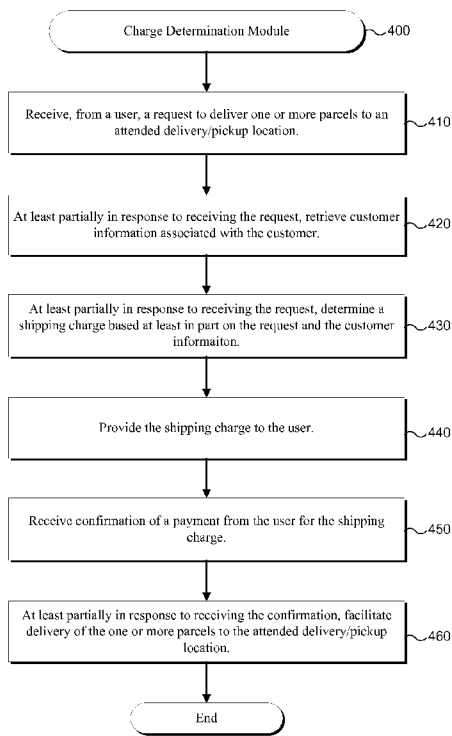 Charge Determination Module
400
Receive, from a user, a request to deliver one or more parcels to an
attended delivery/pickup location.
410
At least partially in response to receiving the request, retrieve customer
information associated with the customer.
420
At least partially in response to receiving the request, determine a
shipping charge based at least in part on the request and the customer
informaiton.
430
Provide the shipping charge to the user.
440
Receive confirmation of a payment from the user for the shipping
charge.
450
At least partially in response to receiving the confirmation, facilitate
delivery of the one or more parcels to the attended delivery/pickup
location.
460
End